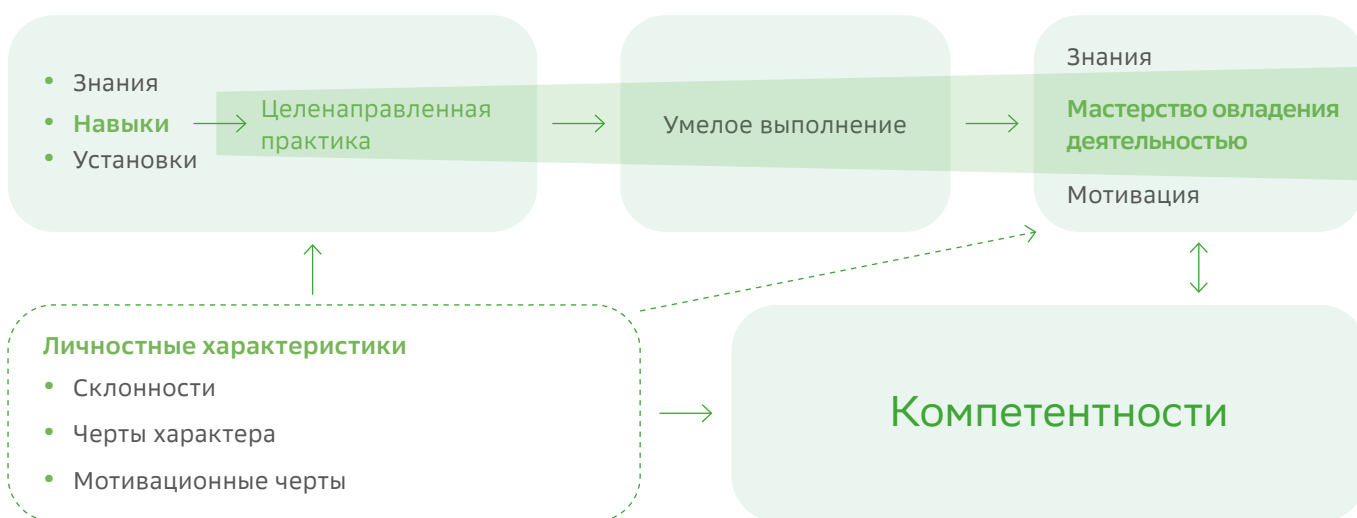 Знания
Навыки
Установки
Целенаправленная
практика
Умелое выполнение
Знания
Мастерство овладения
деятельностью
Мотивация
Личностные характеристики
Склонности
Черты характера
Мотивационные черты
Компетентности